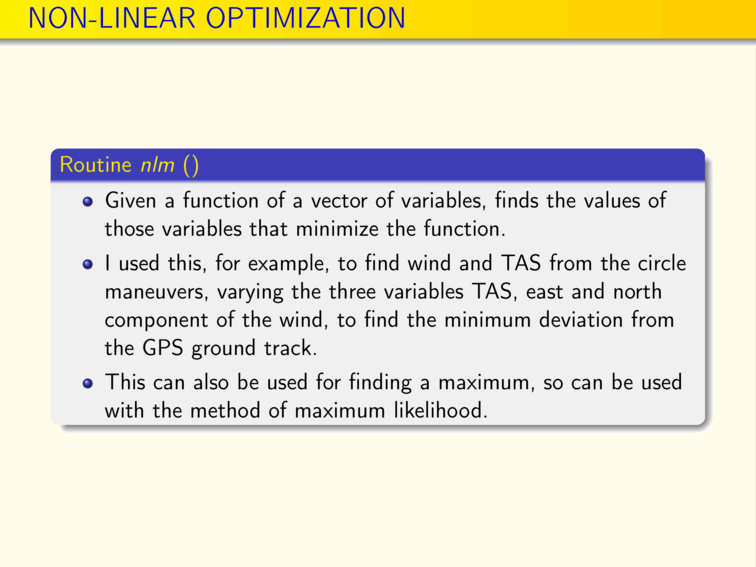 NON-LINEAR OPTIMIZATION
Routine nlm ()
Given a function of a vector of variables, finds the values of
those variables that minimize the function.
I used this, for example, to find wind and TAS from the circle
maneuvers, varying the three variables TAS, east and north
component of the wind, to find the minimum deviation from
the GPS ground track.
This can also be used for finding a maximum, so can be used
with the method of maximum likelihood.